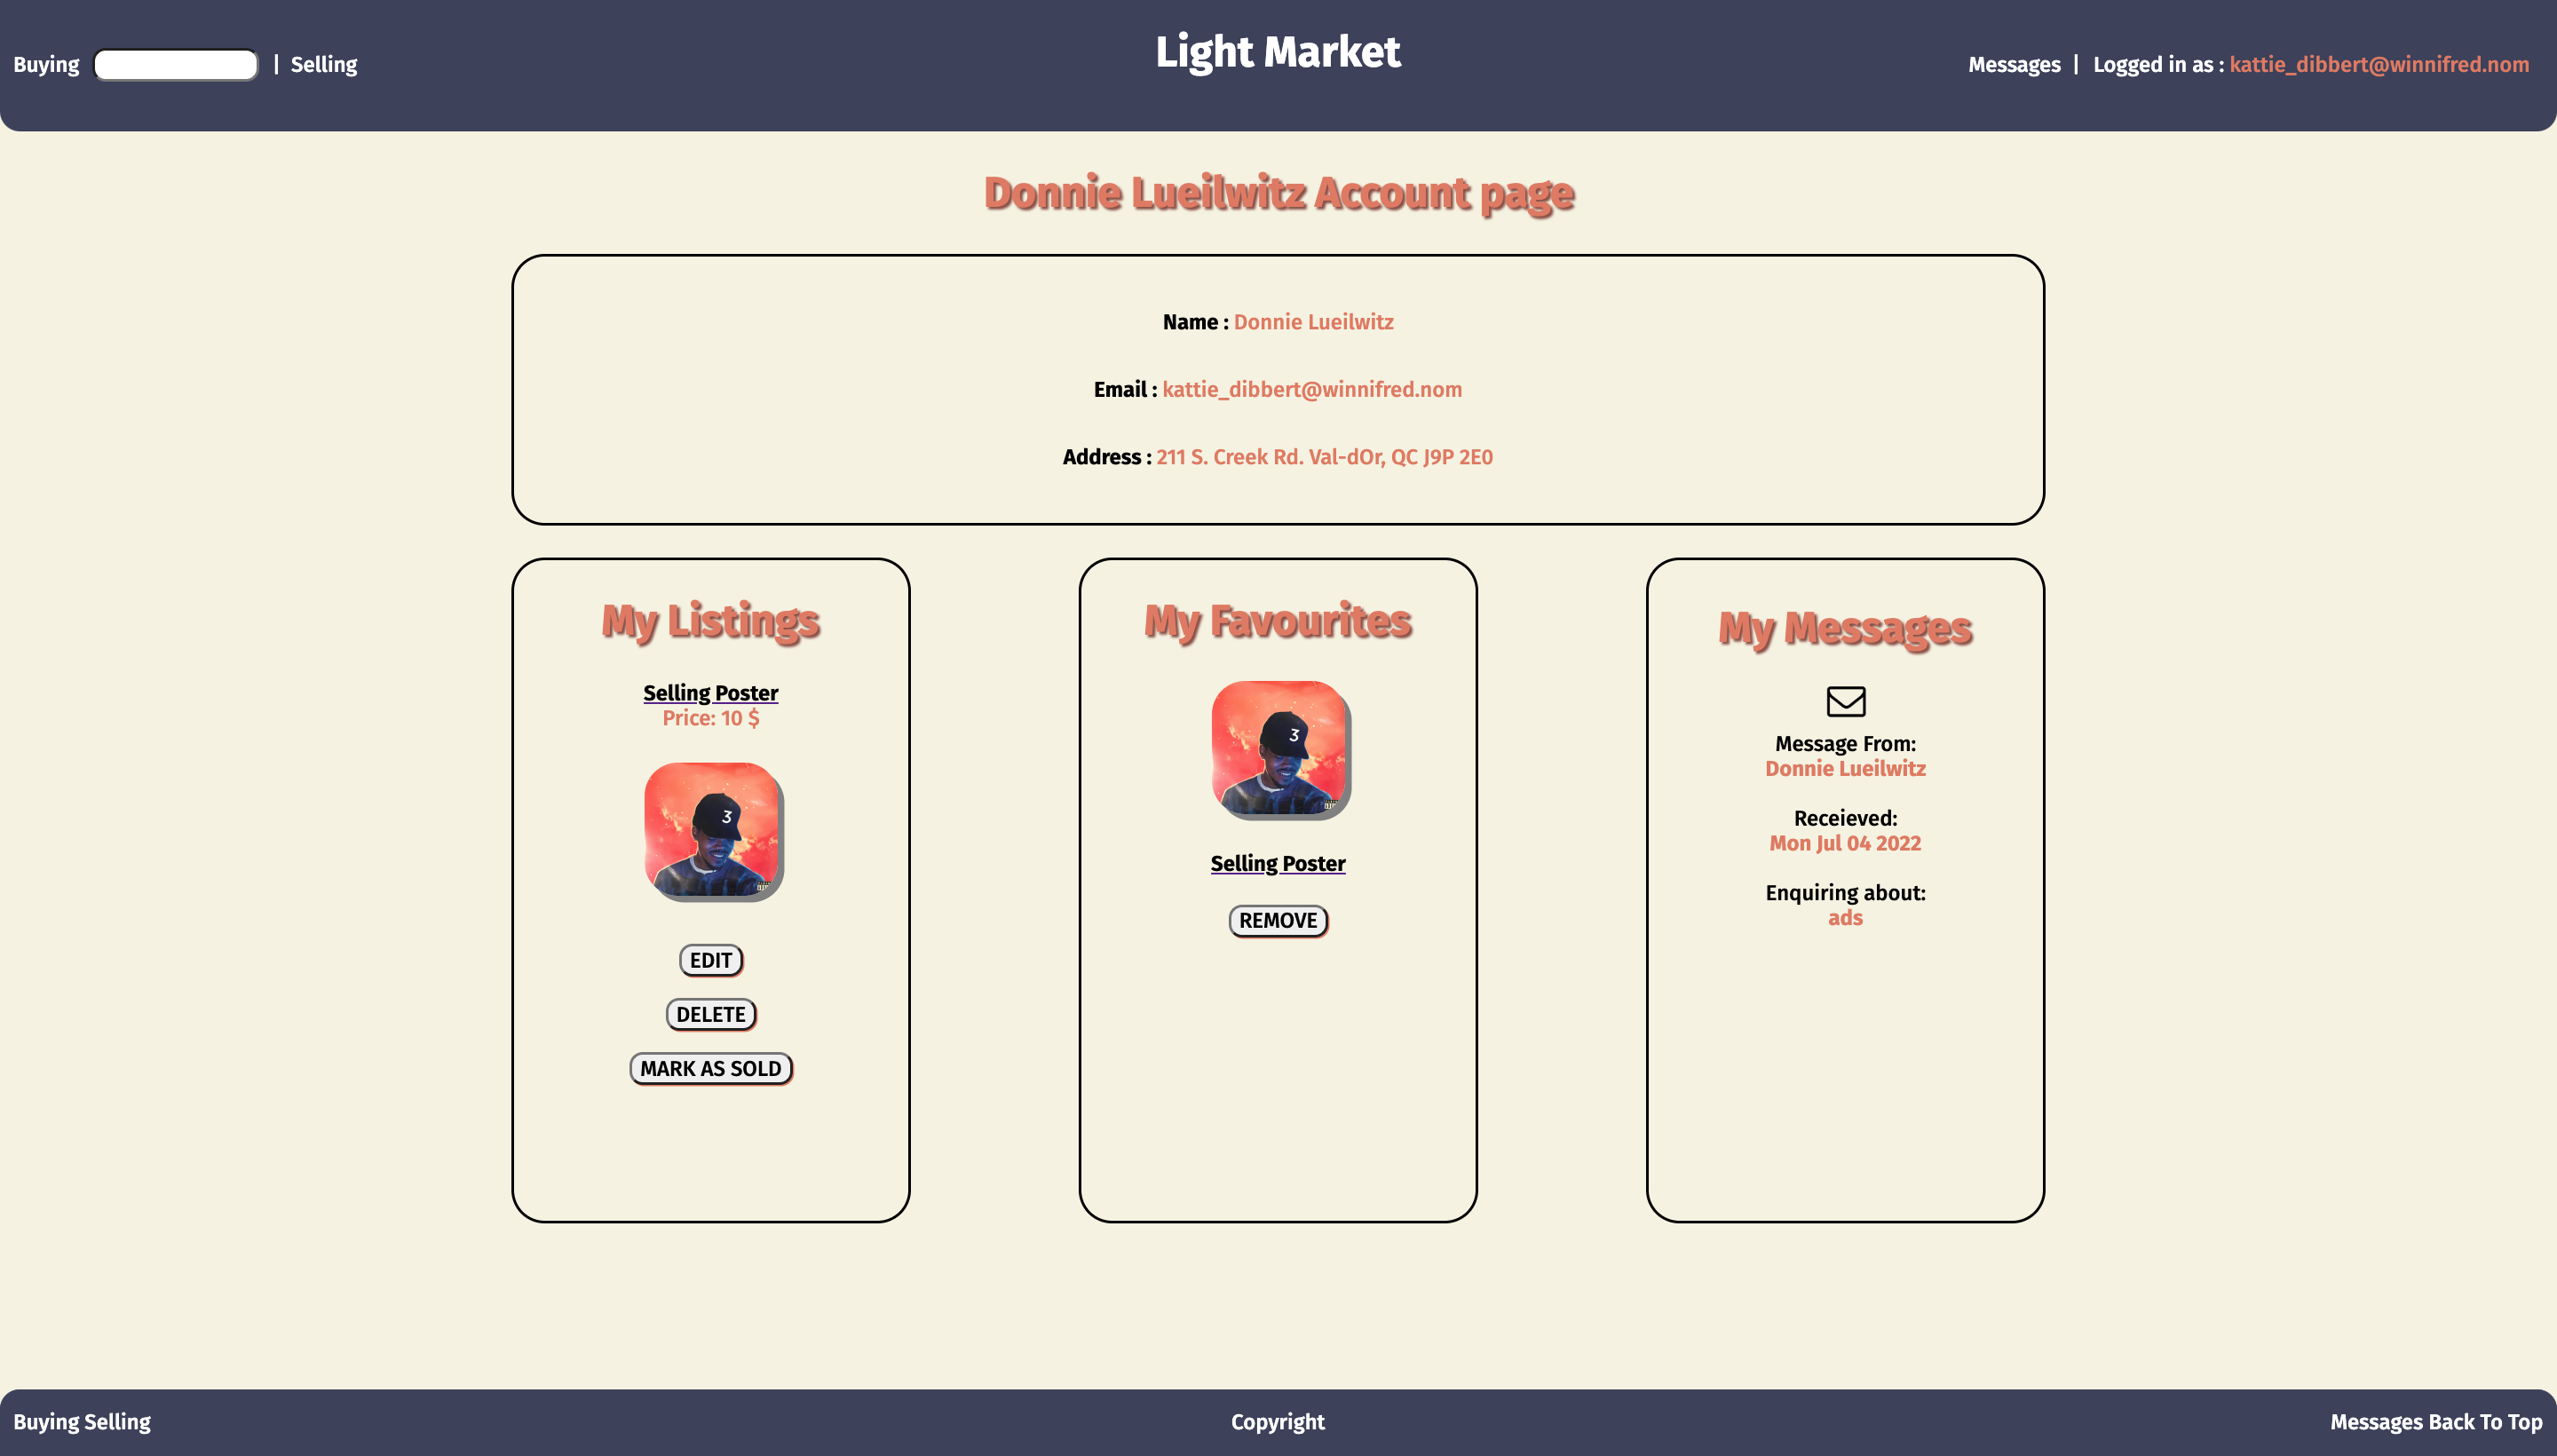 Buying | Selling
Light Market
Messages | Logged in as : kattie_dibbert@winnifred.nom
Donnie Lueilwitz Account page
Name : Donnie Lueilwitz
Email : kattie_dibbert@winnifred.nom
Address : 211 S. Creek Rd. Val-dOr, QC J9P 2E0
My Listings
Selling Poster
Price: 10 $
3
EDIT
DELETE
MARK AS SOLD
My Favourites
3
Selling Poster
REMOVE
My Messages
Message From:
Donnie Lueilwitz
Receieved:
Mon Jul 04 2022
Enquiring about:
ads
Buying Selling
Copyright
Messages Back To Top